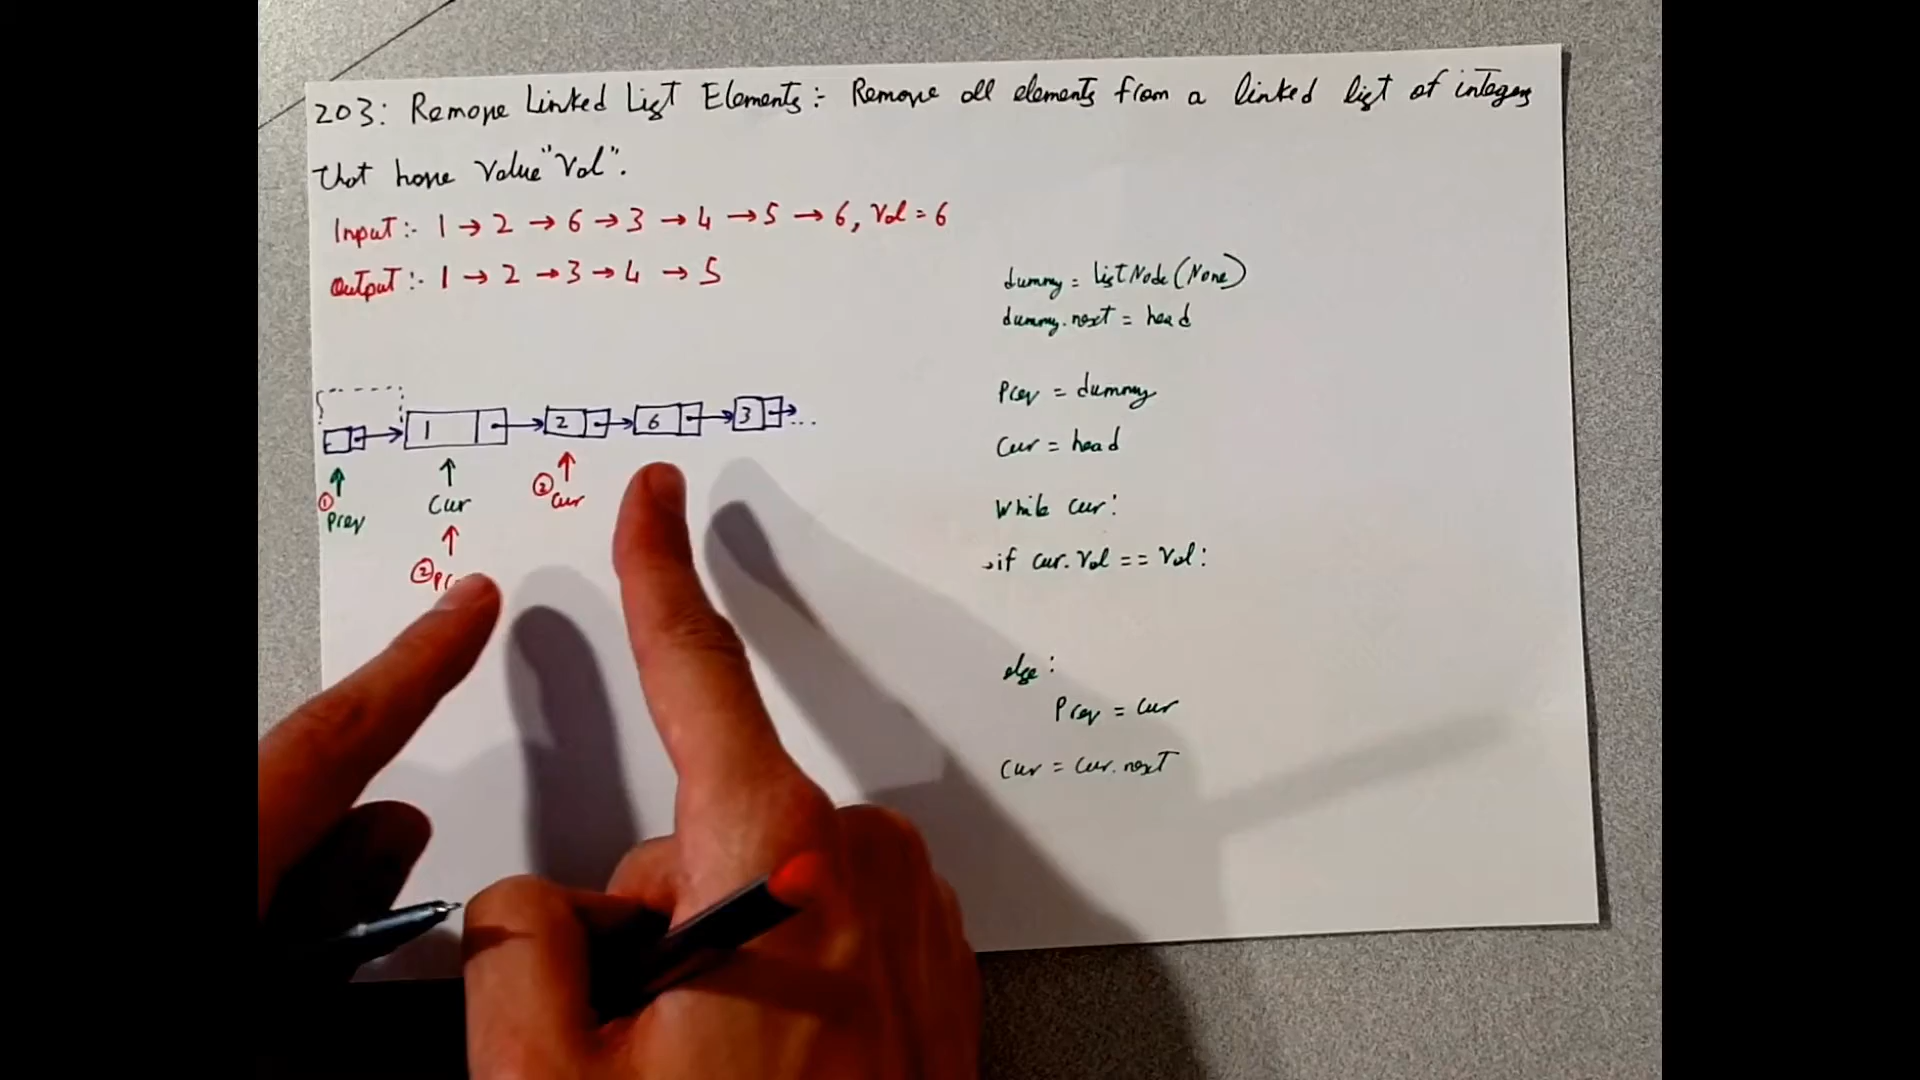 203: Remove Linked List Elements:- Remove all elements from a linked list of integers
that have value "Val".
Input:- 1 → 2 → 6 → 3 → 4 → 5 → 6, Val = 6
Output:- 1 → 2 → 3 → 4 → 5
dummy = ListNode(None)
dummy.next = head
Prev = dummy
Cur = head
While cur:
→if cur.Val == Val:
else:
Prev = Cur
Cur = Cur.next
1 2 6 3 ...
① Prev
Cur
② Cur
②